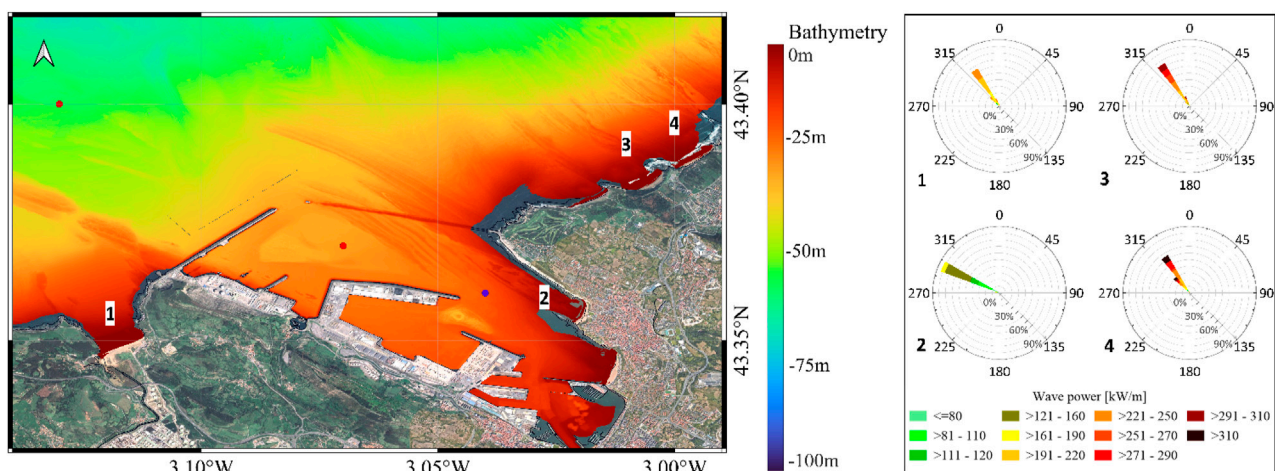 Bathymetry
0m
-25m
-50m
-75m
-100m
43.40°N
43.35°N
3.10°W
3.05°W
3.00°W
1
2
3
4
0
45
90
135
180
225
270
315
0%
30%
60%
90%
1
0
45
90
135
180
225
270
315
0%
30%
60%
90%
3
0
45
90
135
180
225
270
315
0%
30%
60%
90%
2
0
45
90
135
180
225
270
315
0%
30%
60%
90%
4
Wave power [kW/m]
<=80
>121 - 160
>221 - 250
>291 - 310
>81 - 110
>161 - 190
>251 - 270
>310
>111 - 120
>191 - 220
>271 - 290